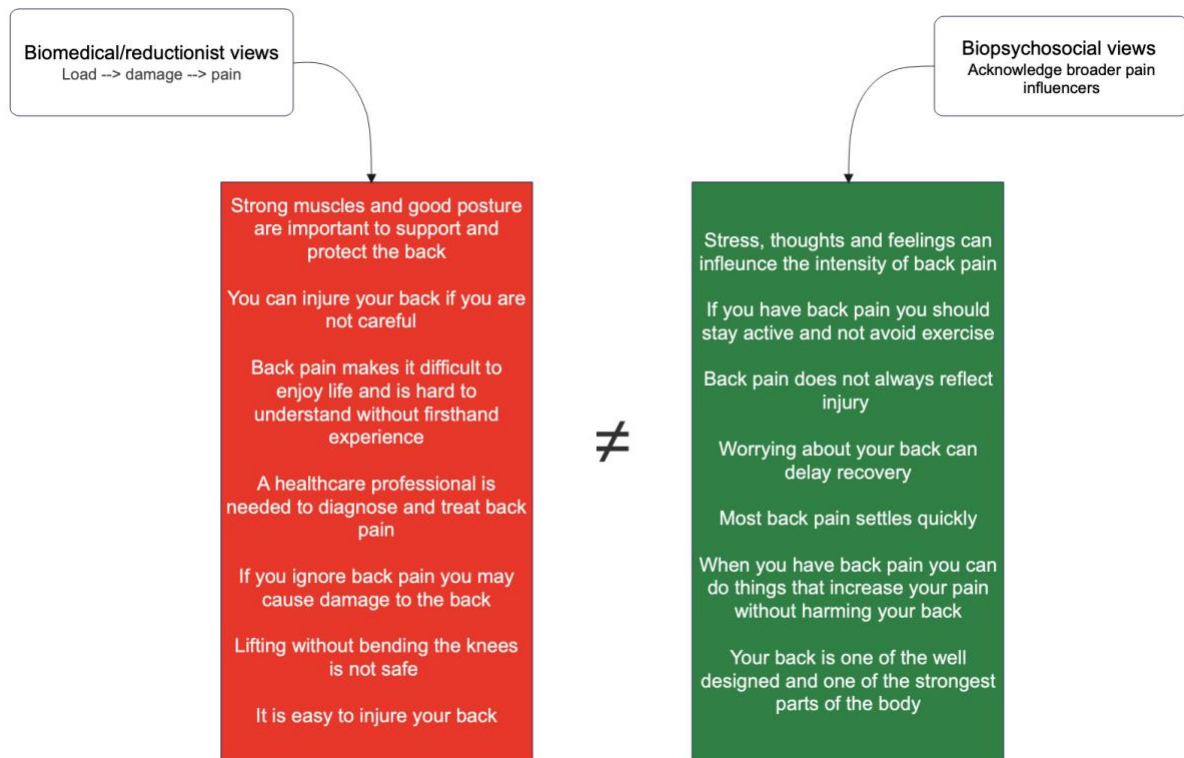 Biomedical/reductionist views
Load --> damage --> pain
Biopsychosocial views
Acknowledge broader pain
influencers
Strong muscles and good posture
are important to support and
protect the back
You can injure your back if you are
not careful
Back pain makes it difficult to
enjoy life and is hard to
understand without firsthand
experience
A healthcare professional is
needed to diagnose and treat back
pain
If you ignore back pain you may
cause damage to the back
Lifting without bending the knees
is not safe
It is easy to injure your back
≠
Stress, thoughts and feelings can
infleunce the intensity of back pain
If you have back pain you should
stay active and not avoid exercise
Back pain does not always reflect
injury
Worrying about your back can
delay recovery
Most back pain settles quickly
When you have back pain you can
do things that increase your pain
without harming your back
Your back is one of the well
designed and one of the strongest
parts of the body